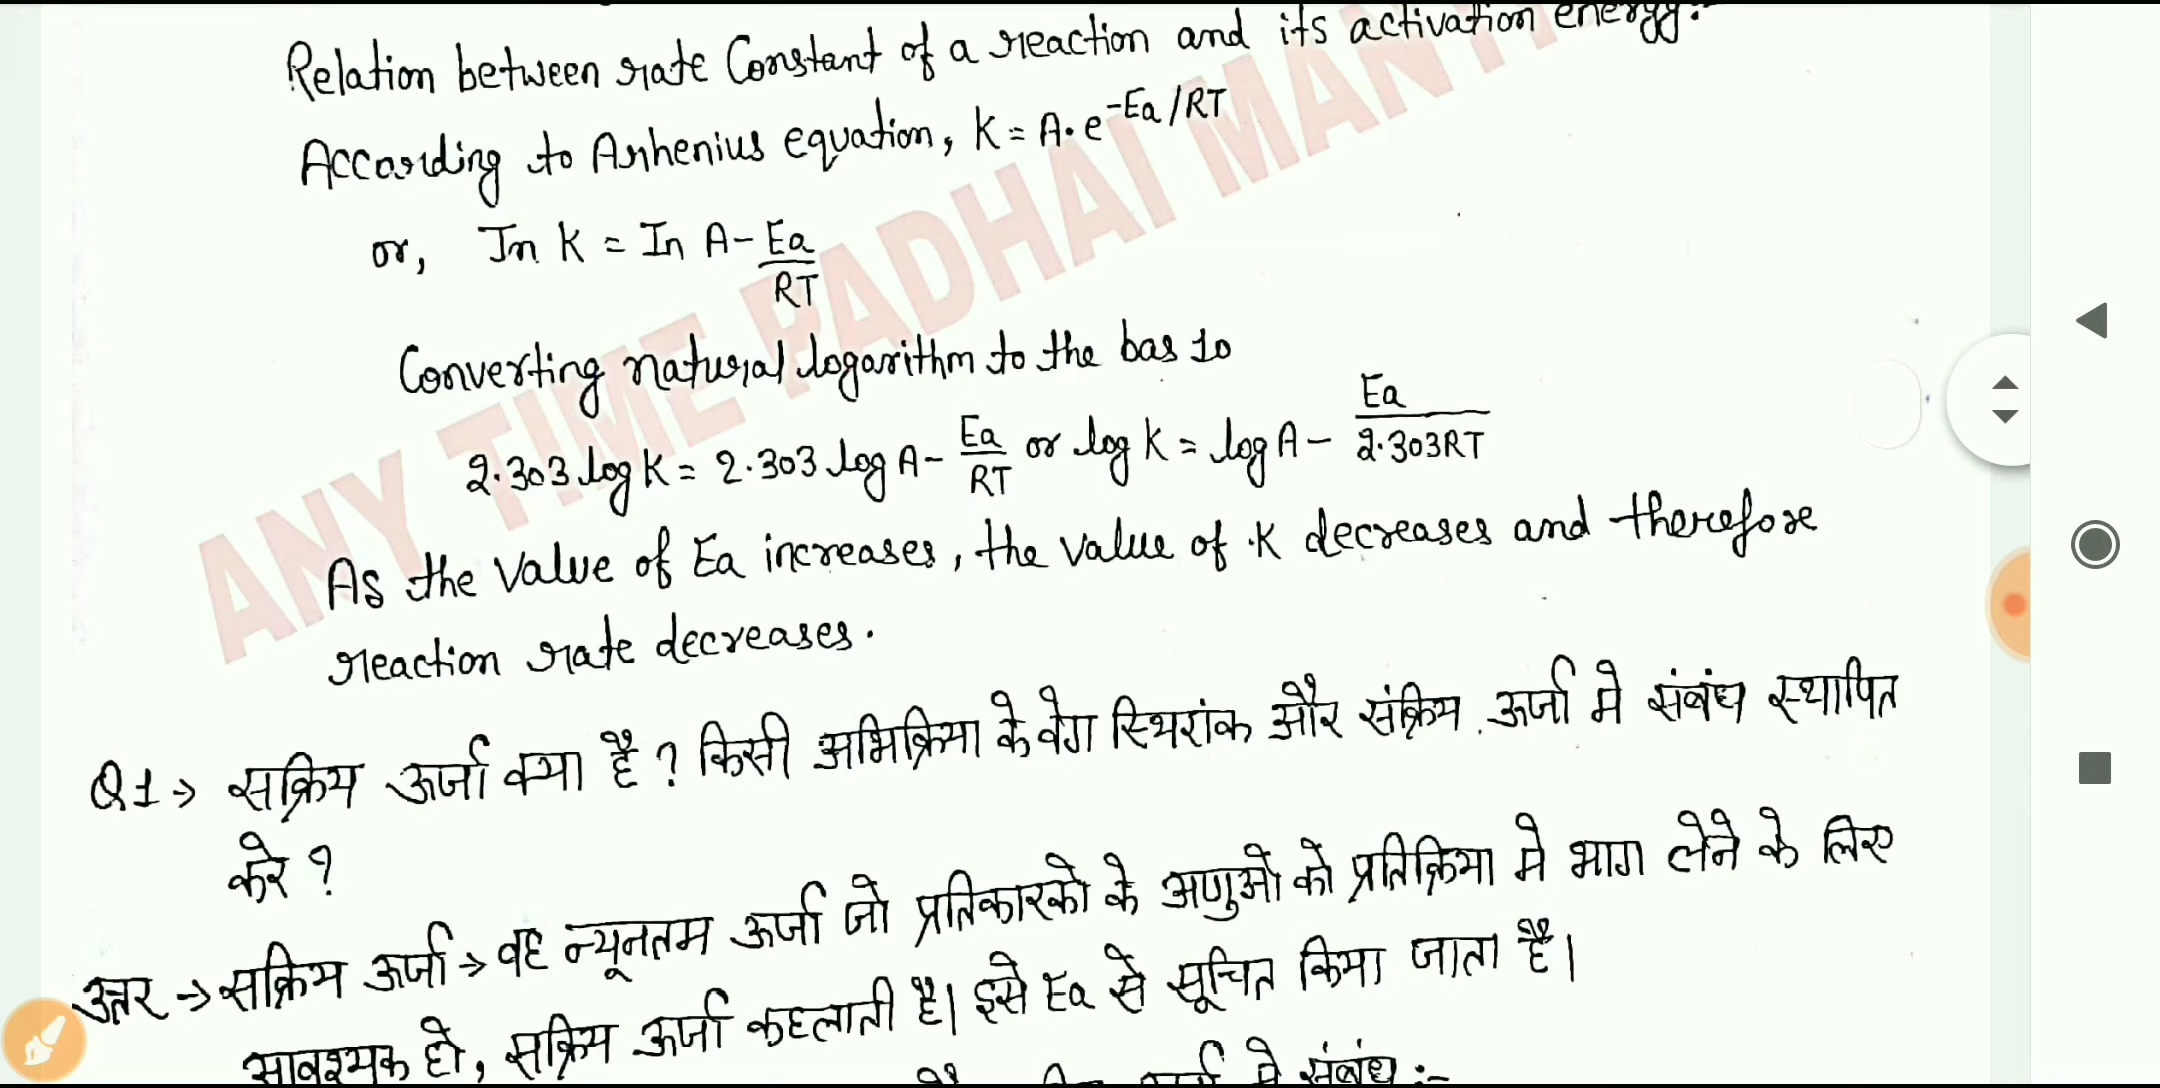 Relation between rate Constant of a reaction and its activation energy:-
According to Arrhenius equation, K = A·e^-Ea/RT
or, In K = In A - Ea/RT
Converting natural logarithm to the bas 10
2.303 log K = 2.303 log A - Ea/RT or log K = log A - Ea/2.303RT
As the value of Ea increases, the value of K decreases and therefore
reaction rate decreases.
Q1→ सक्रिय ऊर्जा क्या है ? किसी अभिक्रिया के वेग स्थिरांक और संक्रिय ऊर्जा मे संबंध स्थापित
करे ?
उत्तर → सक्रिय ऊर्जा → वह न्यूनतम ऊर्जा जो प्रतिकारको के अणुओ को प्रतिक्रिया मे भाग लेने के लिए
आवश्यक हो, सक्रिय ऊर्जा कहलाती है। इसे Ea से सूचित किया जाता है।
मे संबंध :-
ANY TIME PADHAI MANT